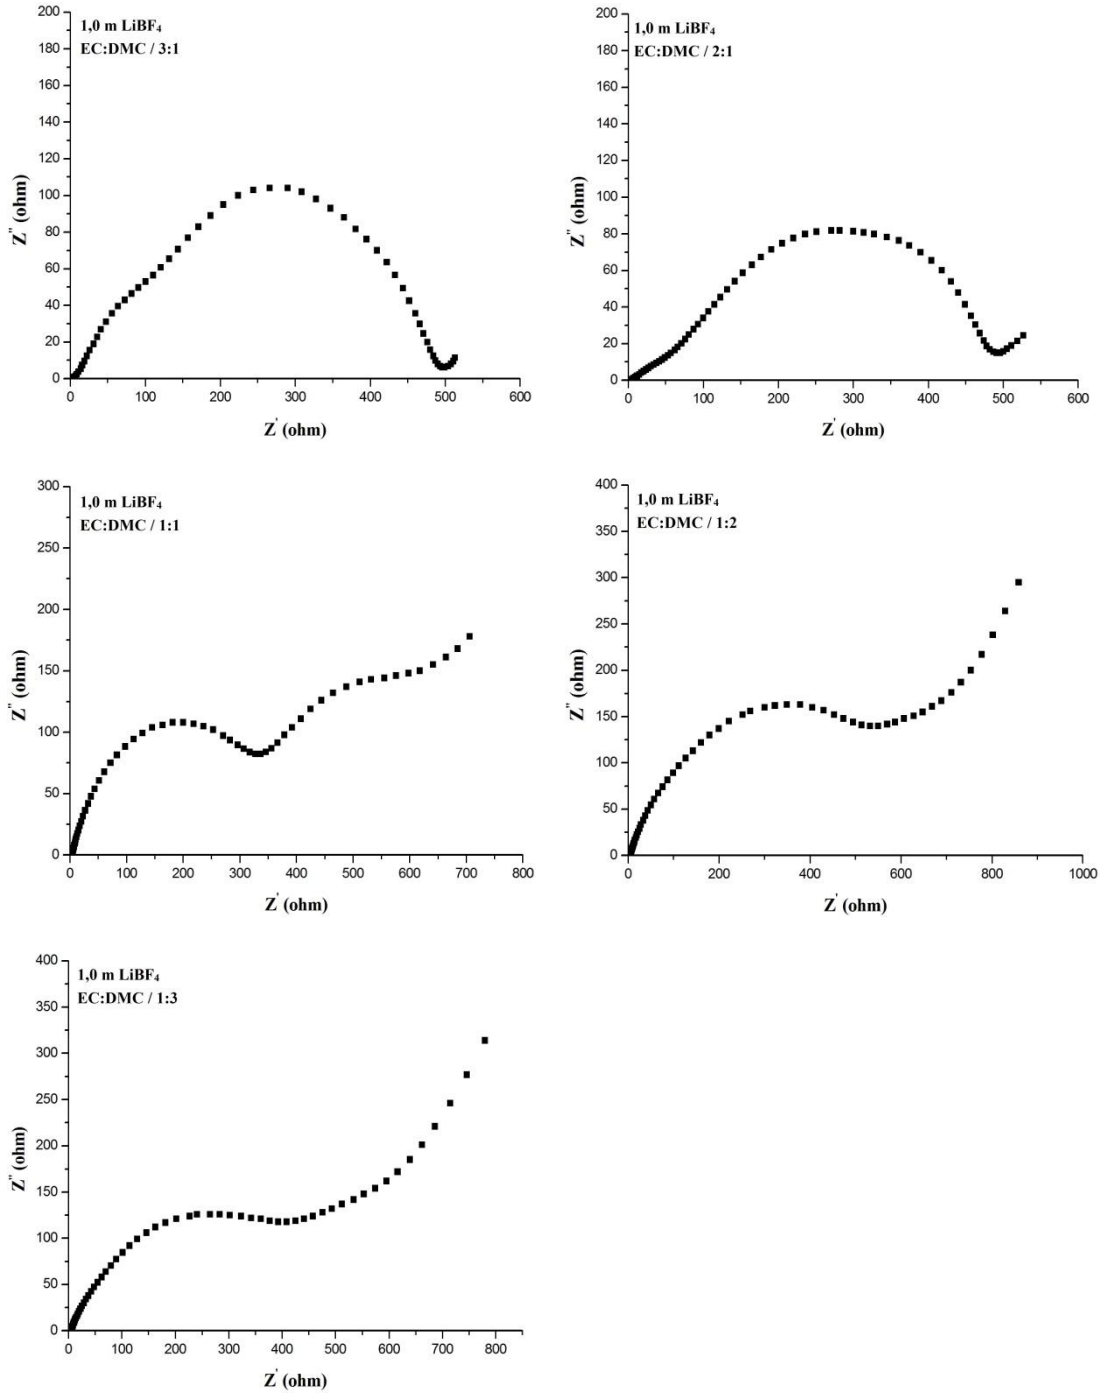 1,0 m LiBF₄
EC:DMC / 3:1
200
180
160
140
120
100
80
60
40
20
0
Z" (ohm)
0 100 200 300 400 500 600
Z' (ohm)
1,0 m LiBF₄
EC:DMC / 2:1
200
180
160
140
120
100
80
60
40
20
0
Z" (ohm)
0 100 200 300 400 500 600
Z' (ohm)
1,0 m LiBF₄
EC:DMC / 1:1
300
250
200
150
100
50
0
Z" (ohm)
0 100 200 300 400 500 600 700 800
Z' (ohm)
1,0 m LiBF₄
EC:DMC / 1:2
400
350
300
250
200
150
100
50
0
Z" (ohm)
0 200 400 600 800 1000
Z' (ohm)
1,0 m LiBF₄
EC:DMC / 1:3
400
350
300
250
200
150
100
50
0
Z" (ohm)
0 100 200 300 400 500 600 700 800
Z' (ohm)